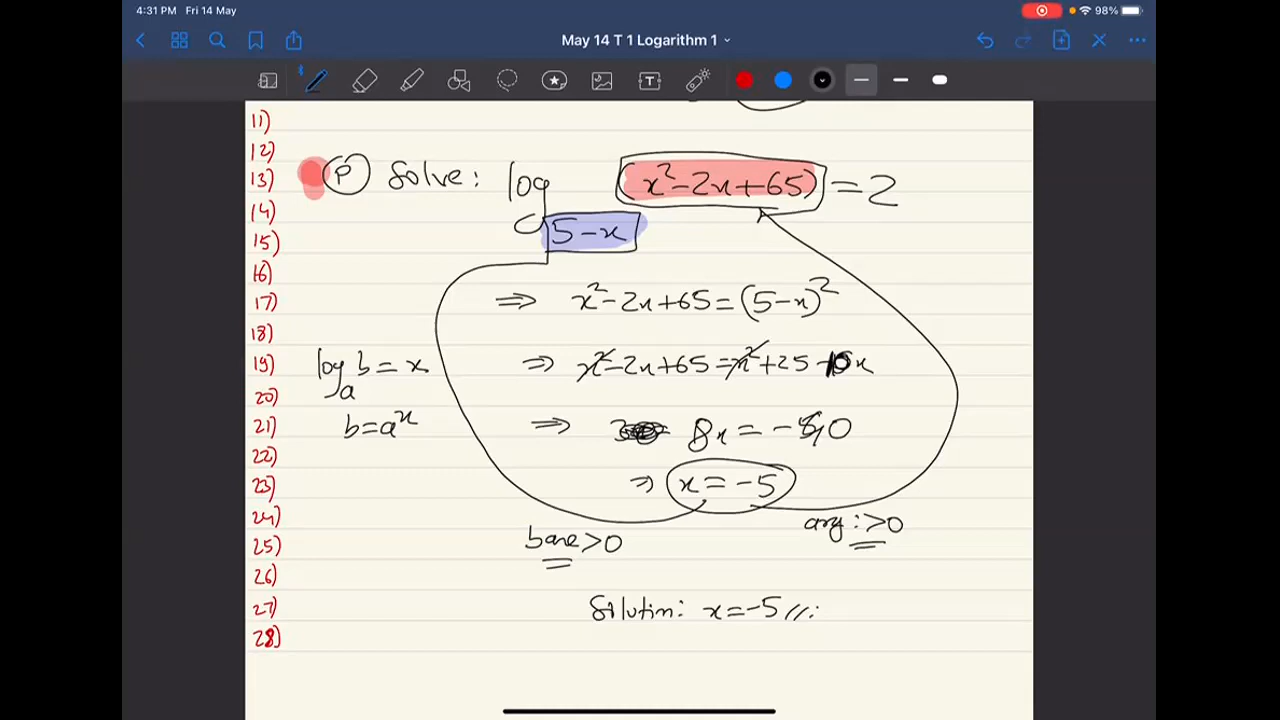 4:31 PM Fri 14 May
98%
May 14 T 1 Logarithm 1
11)
12)
13) (P) Solve: log (x²-2x+65) = 2
14)
15) 5-x
16)
17) ⇒ x²-2x+65=(5-x)²
18)
19) log b = x ⇒ x²-2x+65=x²+25-10x
20) a
21) b=aˣ ⇒ 8x = -40
22)
23) ⇒ x = -5
24) arg: >0
25) base >0
26)
27) Solution: x=-5//:
28)